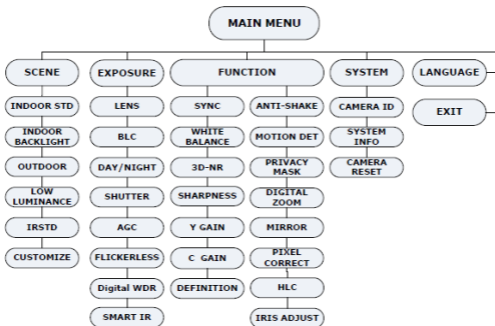 MAIN MENU
SCENE
EXPOSURE
FUNCTION
SYSTEM
LANGUAGE
INDOOR STD
LENS
SYNC
ANTI-SHAKE
CAMERA ID
EXIT
INDOOR
BACKLIGHT
BLC
WHITE
BALANCE
MOTION DET
SYSTEM
INFO
OUTDOOR
DAY/NIGHT
3D-NR
PRIVACY
MASK
CAMERA
RESET
LOW
LUMINANCE
SHUTTER
SHARPNESS
DIGITAL
ZOOM
IRSTD
AGC
Y GAIN
MIRROR
CUSTOMIZE
FLICKERLESS
C GAIN
PIXEL
CORRECT
Digital WDR
DEFINITION
HLC
SMART IR
IRIS ADJUST